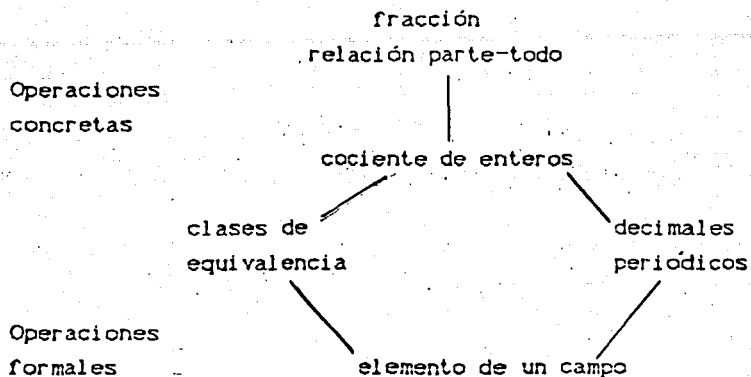 fracción
relación parte-todo
Operaciones
concretas
cociente de enteros
clases de
equivalencia
decimales
periódicos
Operaciones
formales
elemento de un campo